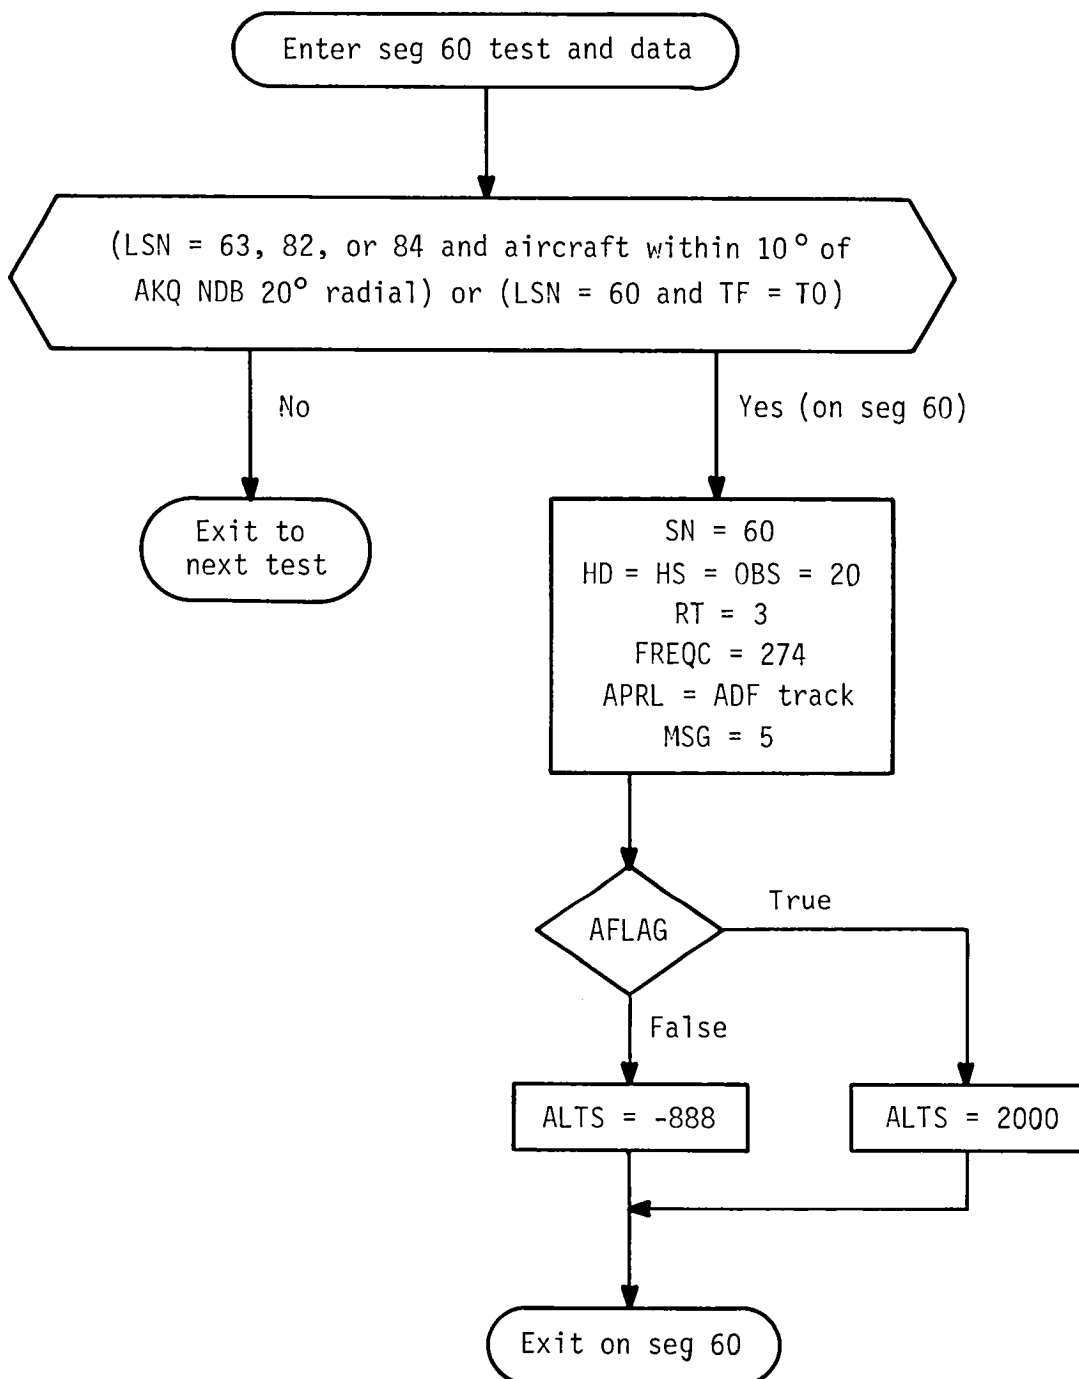 Enter seg 60 test and data
(LSN = 63, 82, or 84 and aircraft within 10° of
AKQ NDB 20° radial) or (LSN = 60 and TF = TO)
No
Yes (on seg 60)
Exit to
next test
SN = 60
HD = HS = OBS = 20
RT = 3
FREQC = 274
APRL = ADF track
MSG = 5
AFLAG
True
False
ALTS = -888
ALTS = 2000
Exit on seg 60